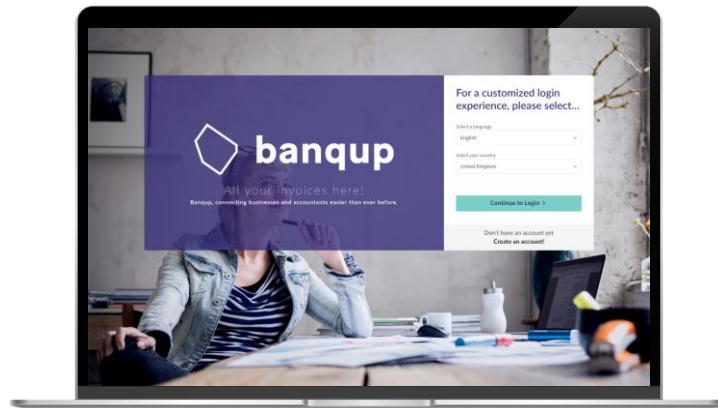 banqup
All your invoices here!
Banqup, connecting businesses and accountants easier than ever before.
For a customized login
experience, please select...
Select a language
English
Select your country
United Kingdom
Continue to Login >
Don't have an account yet
Create an account!